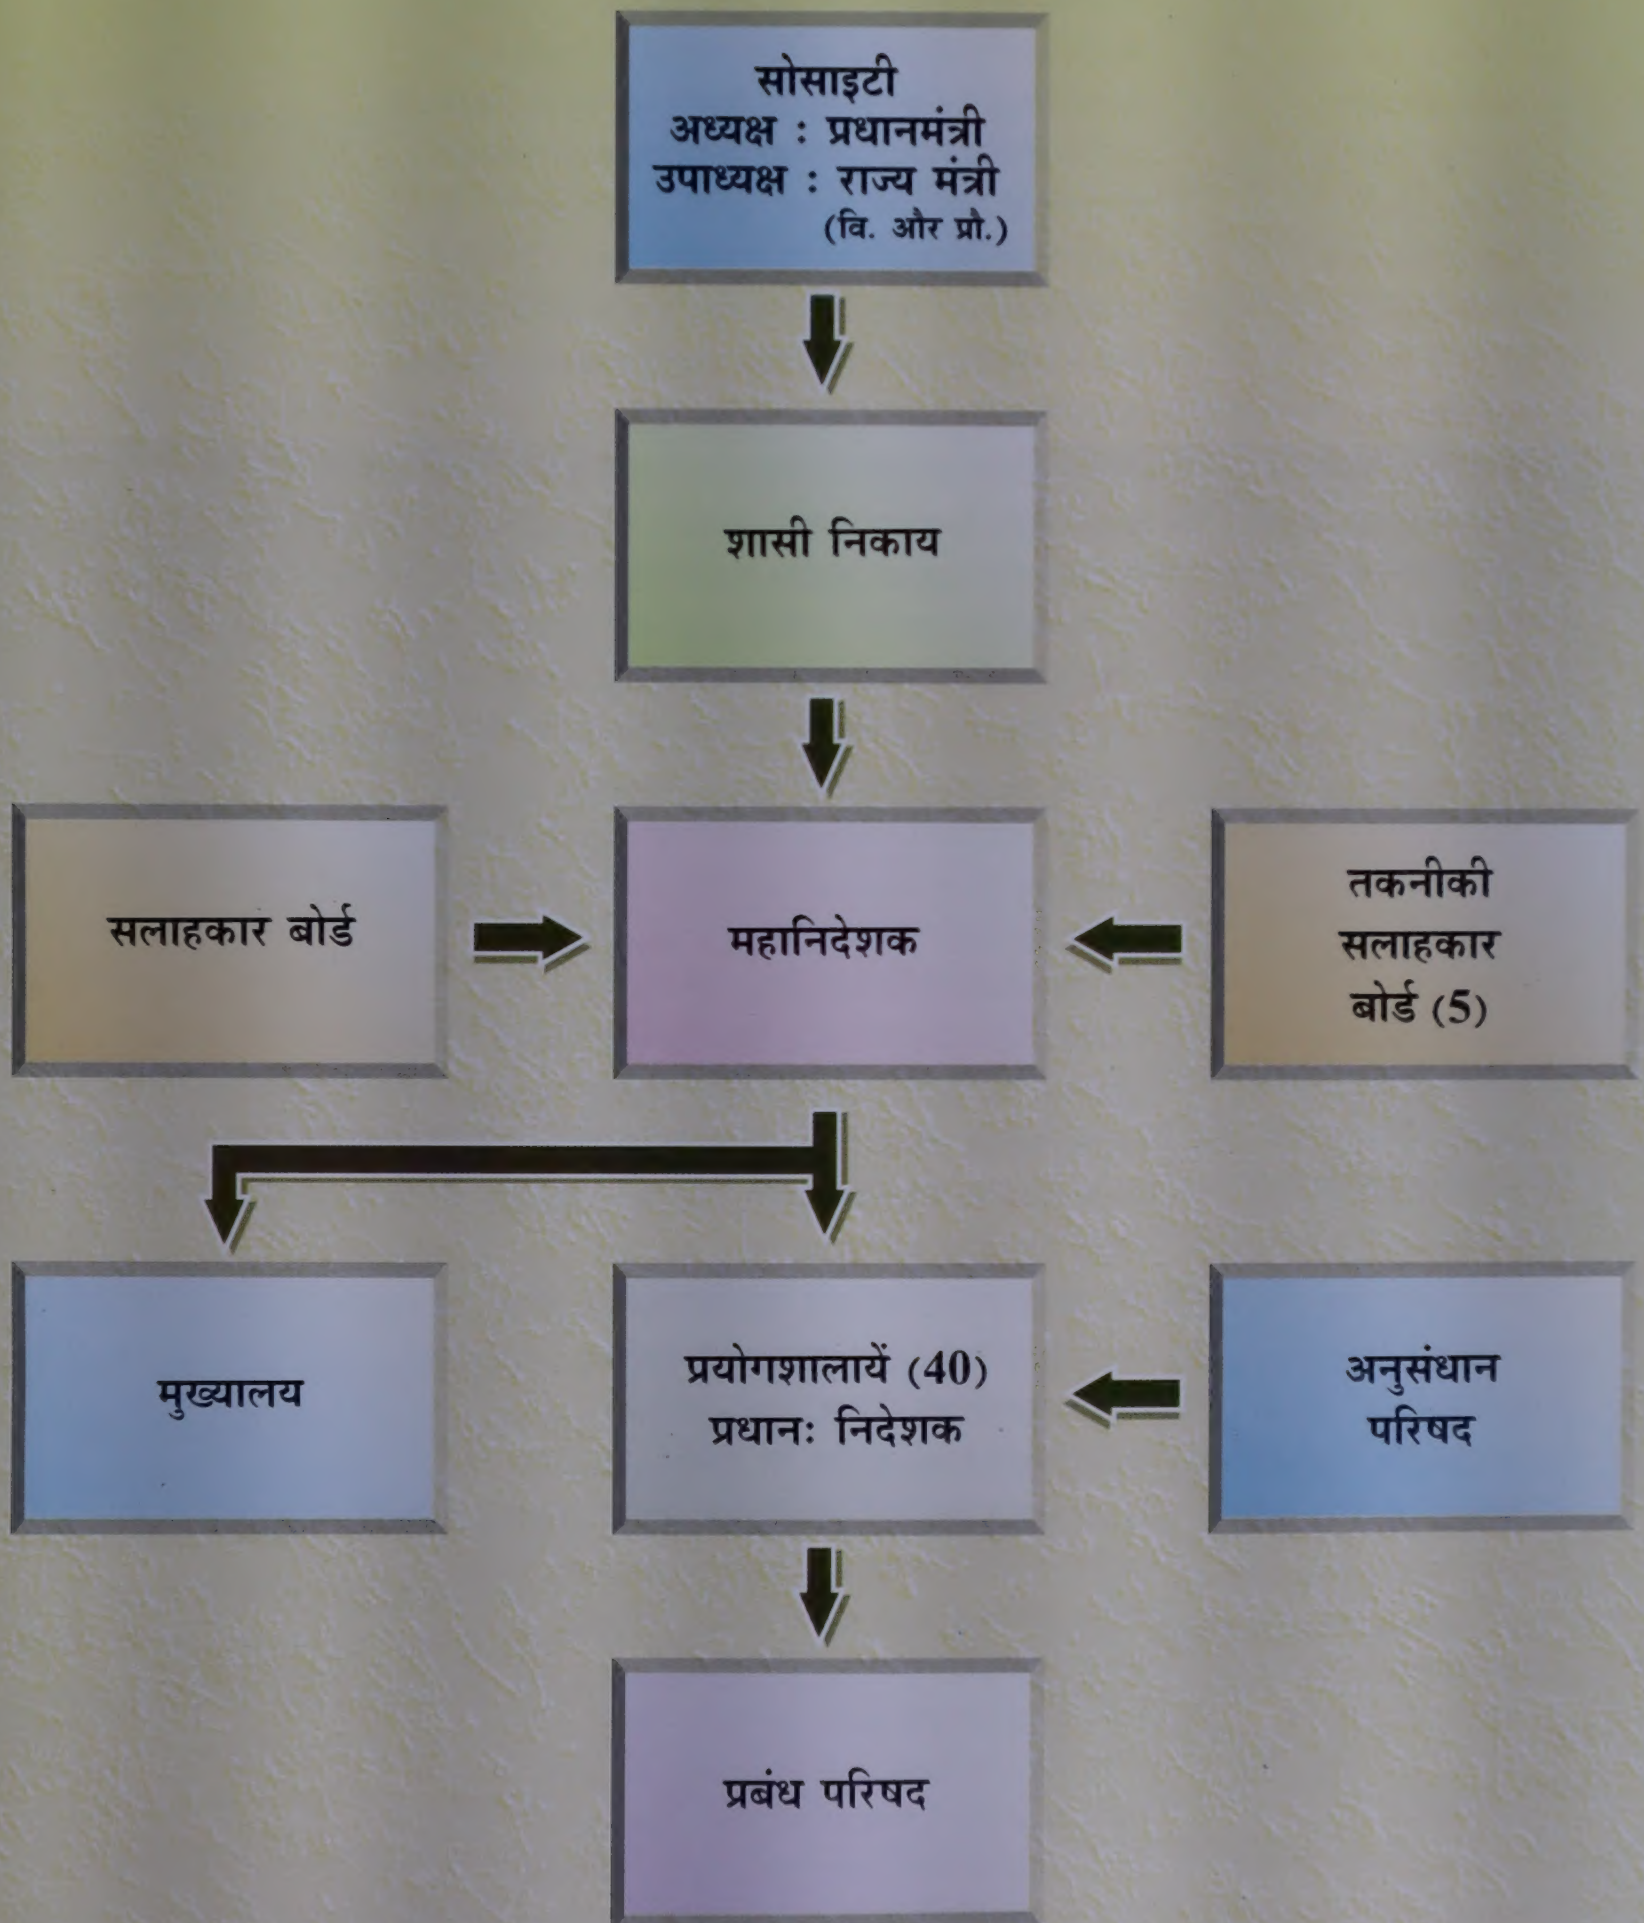 सोसाइटी
अध्यक्ष : प्रधानमंत्री
उपाध्यक्ष : राज्य मंत्री
(वि. और प्रौ.)
शासी निकाय
सलाहकार बोर्ड
महानिदेशक
तकनीकी
सलाहकार
बोर्ड (5)
मुख्यालय
प्रयोगशालायें (40)
प्रधानः निदेशक
अनुसंधान
परिषद
प्रबंध परिषद